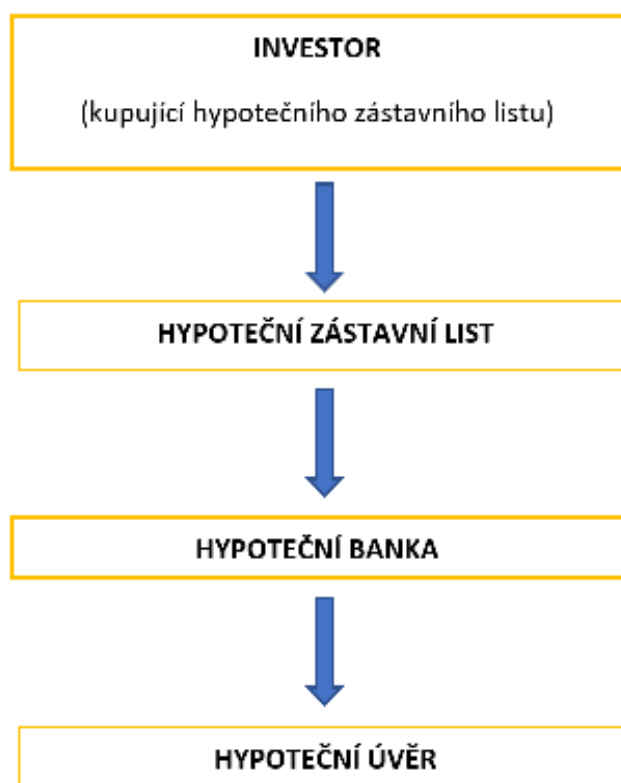 INVESTOR
(kupující hypotečního zástavního listu)
HYPOTEČNÍ ZÁSTAVNÍ LIST
HYPOTEČNÍ BANKA
HYPOTEČNÍ ÚVĚR